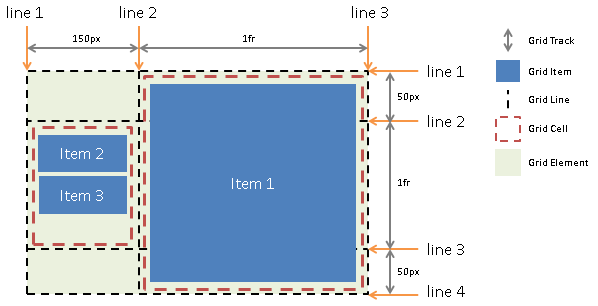 line 1 line 2 line 3
150px 1fr
line 1
50px
line 2
Item 2
Item 3
Item 1
1fr
line 3
50px
line 4
Grid Track
Grid Item
Grid Line
Grid Cell
Grid Element